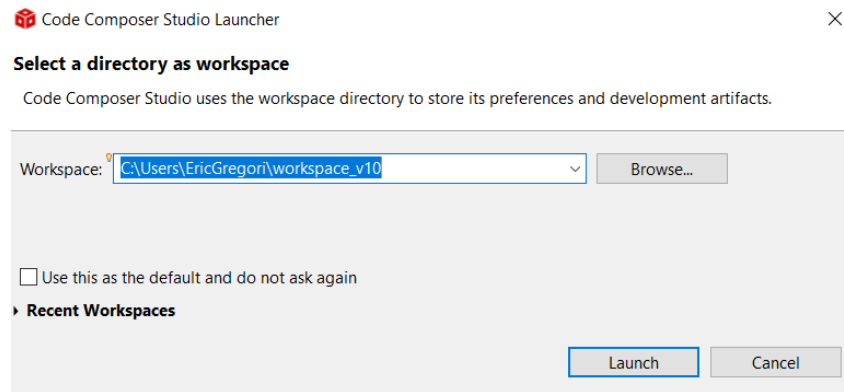 Code Composer Studio Launcher
Select a directory as workspace
Code Composer Studio uses the workspace directory to store its preferences and development artifacts.
Workspace: C:\Users\EricGregori\workspace_v10 Browse...
Use this as the default and do not ask again
Recent Workspaces
Launch Cancel